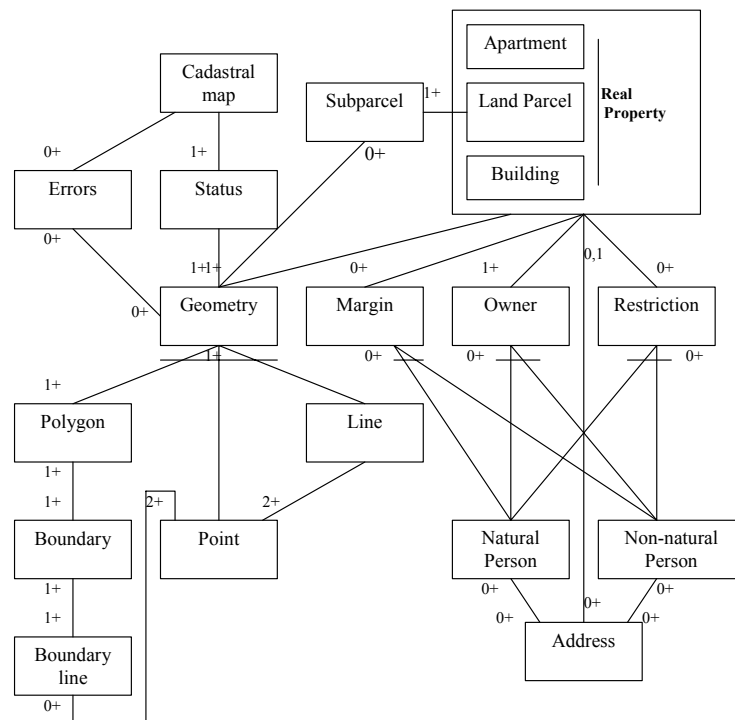 Apartment
Cadastral
map
Subparcel
1+
Land Parcel
Real
Property
0+
1+
0+
Errors
Status
Building
0+
1+1+
0+
1+
0,1
0+
0+
Geometry
Margin
Owner
Restriction
1+
0+
0+
0+
1+
Polygon
Line
1+
1+
2+
2+
Boundary
Point
Natural
Person
Non-natural
Person
1+
0+
0+
1+
0+
0+
0+
Boundary
line
Address
0+